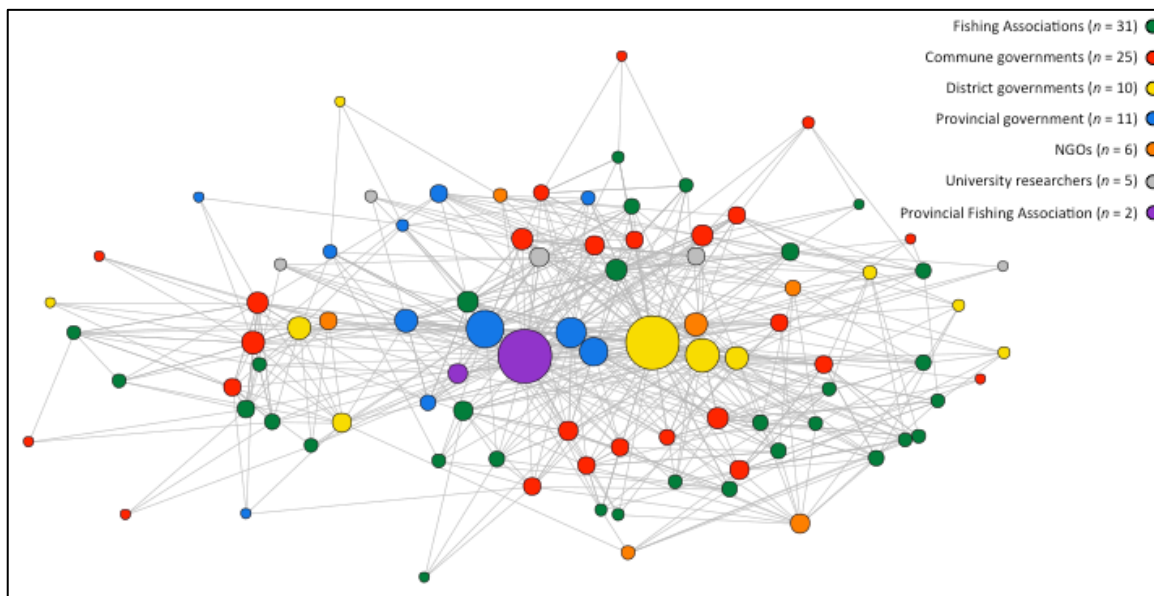 Fishing Associations (n = 31)
Commune governments (n = 25)
District governments (n = 10)
Provincial government (n = 11)
NGOs (n = 6)
University researchers (n = 5)
Provincial Fishing Association (n = 2)